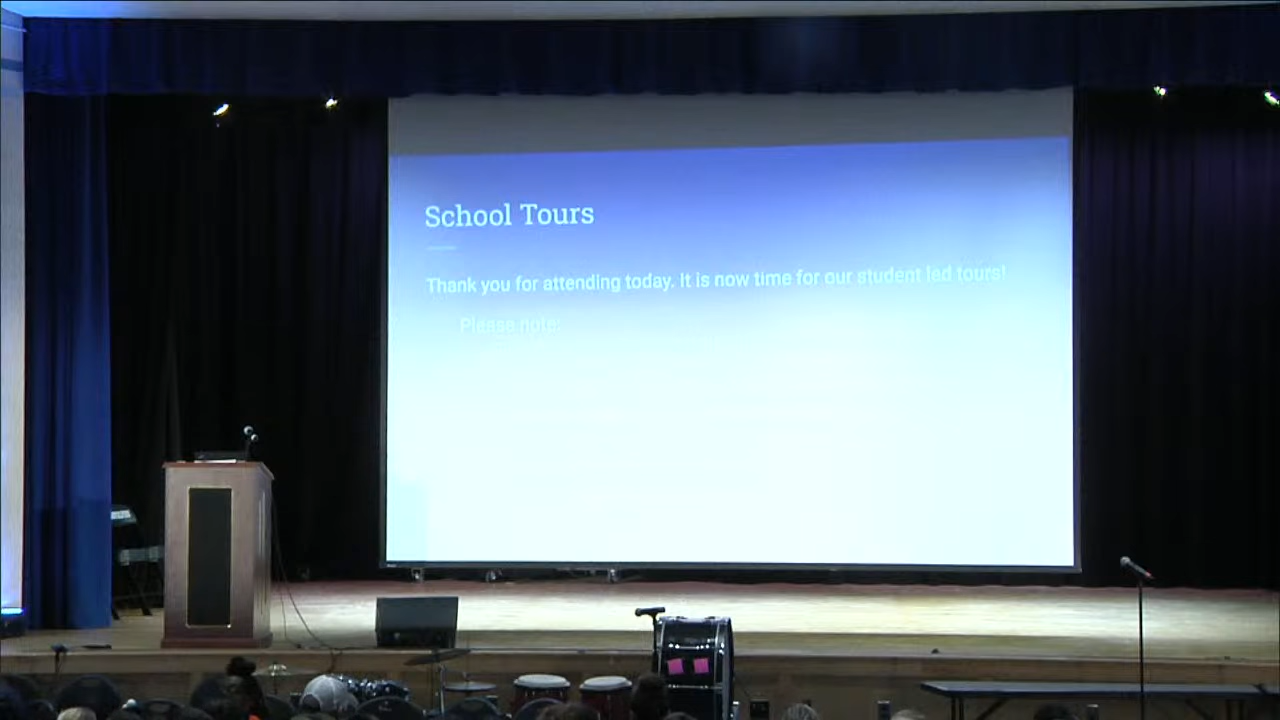 School Tours
Thank you for attending today. It is now time for our student led tours!
Please note: